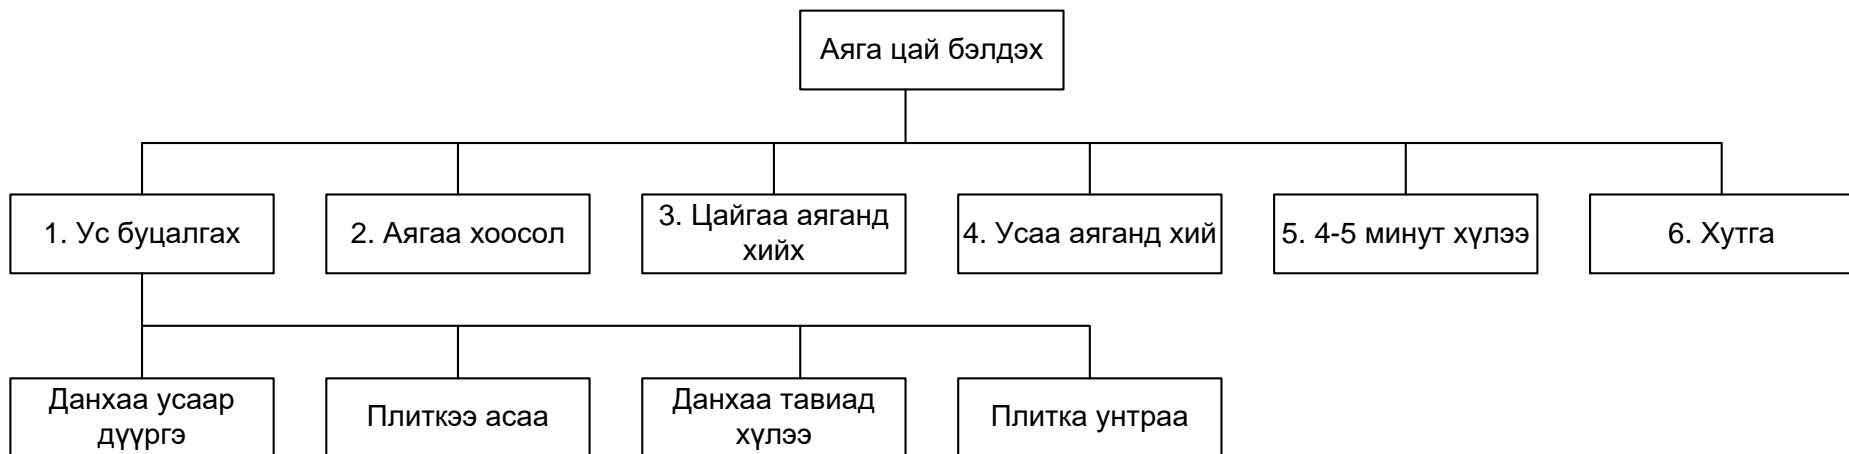 Аяга цай бэлдэх
1. Ус буцалгах
2. Аягаа хоосол
3. Цайгаа аяганд
хийх
4. Усаа аяганд хий
5. 4-5 минут хүлээ
6. Хутга
Данхаа усаар
дүүргэ
Плиткээ асаа
Данхаа тавиад
хүлээ
Плитка унтраа